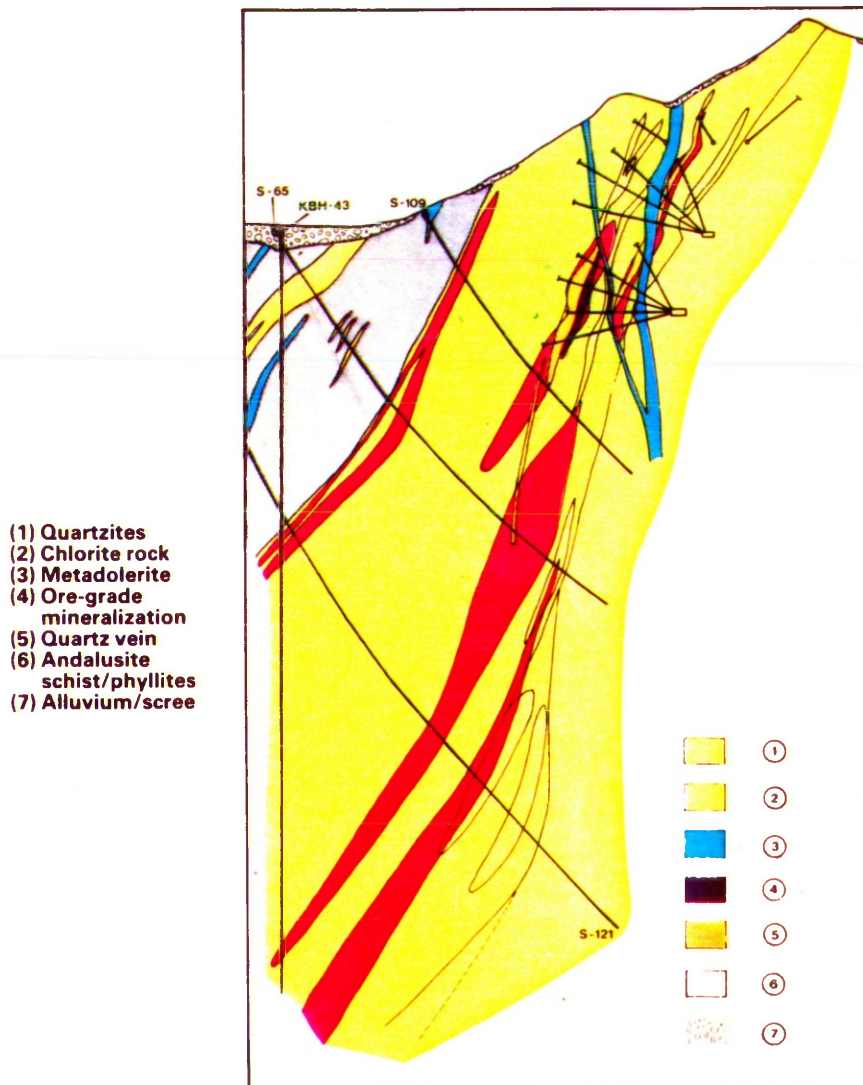 S-65
KBH-43
S-109
(1) Quartzites
(2) Chlorite rock
(3) Metadolerite
(4) Ore-grade
mineralization
(5) Quartz vein
(6) Andalusite
schist/phyllites
(7) Alluvium/scree
S-121
1
2
3
4
5
6
7